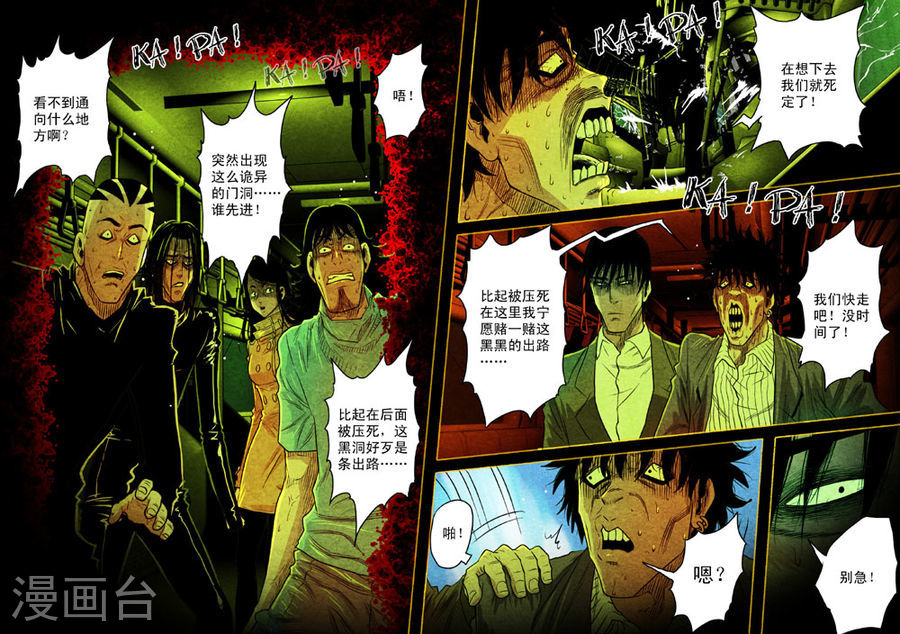 看不到通
向什么地
方啊？
KA！PA！
KA！PA！
突然出现
这么诡异
的门洞……
谁先进！
唔！
比起在后面
被压死，这
黑洞好歹是
条出路……
KA！PA！
在想下去
我们就死
定了！
KA！PA！
比起被压死
在这里我宁
愿赌一赌这
黑黑的出路
……
我们快走
吧！没时
间了！
啪！
嗯？
别急！
漫画台